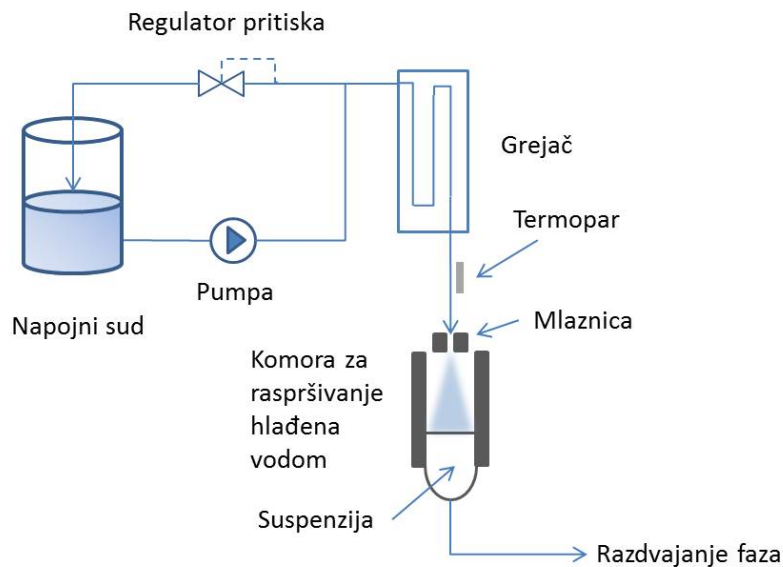 Regulator pritiska
Grejač
Termopar
Pumpa
Napojni sud
Mlaznica
Komora za
raspršivanje
hlađena
vodom
Suspenzija
Razdvajanje faza